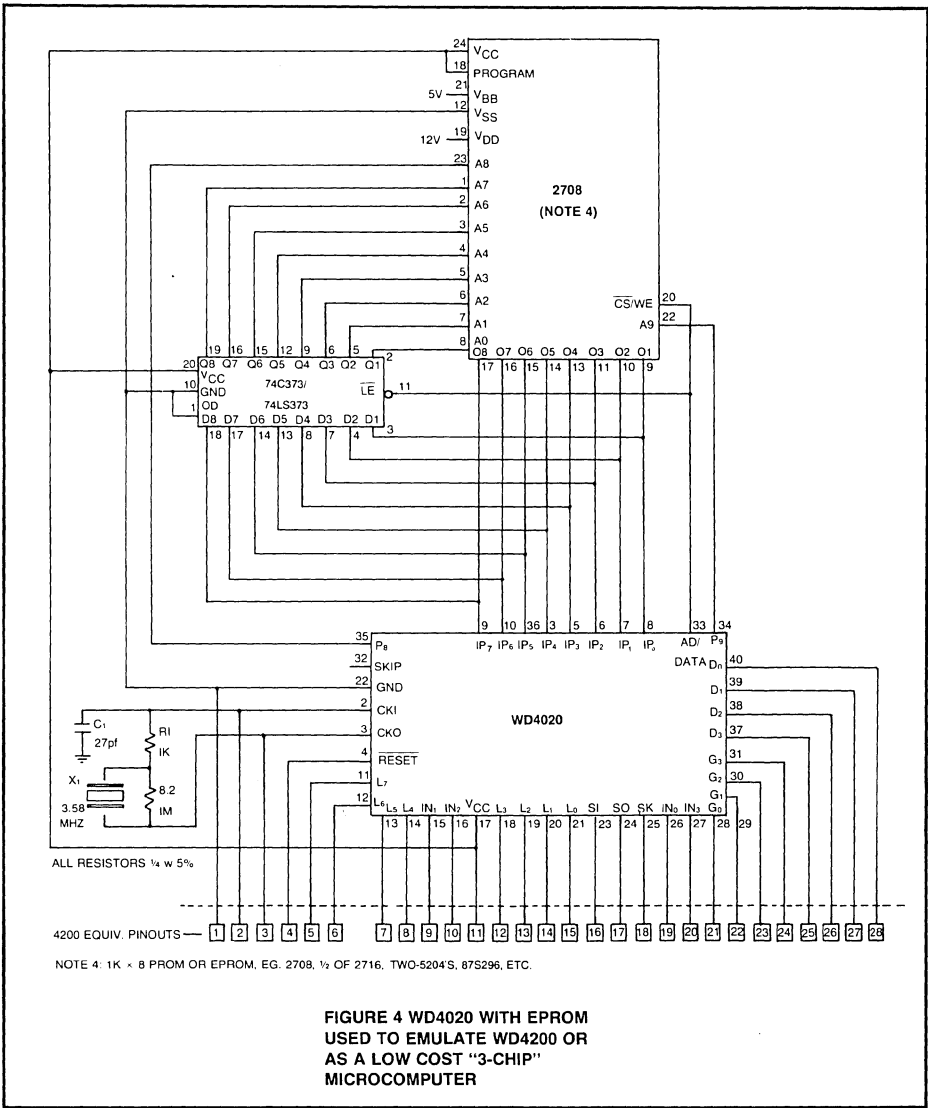 24 VCC
18 PROGRAM
21
5V VBB
12 VSS
12V 19 VDD
23 A8
1 A7
2 A6
3 A5
4 A4
5 A3
6 A2
7 A1
8 A0
2708
(NOTE 4)
CS/WE 20
A9 22
O8 O7 O6 O5 O4 O3 O2 O1
17 16 15 14 13 11 10 9
19 16 15 12 9 6 5 2
Q8 Q7 Q6 Q5 Q4 Q3 Q2 Q1
20 VCC
10 GND
1 OD
74C373/
74LS373
LE 11
D8 D7 D6 D5 D4 D3 D2 D1
18 17 14 13 8 7 4 3
9 10 36 3 5 6 7 8 33 34
IP7 IP6 IP5 IP4 IP3 IP2 IP1 IP0 AD/ P9
DATA
35 P8
32 SKIP
22 GND
2 CKI
3 CKO
4 RESET
11 L7
12 L6
WD4020
D0 40
D1 39
D2 38
D3 37
G3 31
G2 30
G1
29
L5 L4 IN1 IN2 VCC L3 L2 L1 L0 SI SO SK IN0 IN3 G0
13 14 15 16 17 18 19 20 21 23 24 25 26 27 28
C1
27pf
RI
IK
X1
3.58
MHZ
8.2
IM
ALL RESISTORS ¼ w 5%
4200 EQUIV. PINOUTS 1 2 3 4 5 6 7 8 9 10 11 12 13 14 15 16 17 18 19 20 21 22 23 24 25 26 27 28
NOTE 4: 1K × 8 PROM OR EPROM, EG. 2708, ½ OF 2716, TWO-5204'S, 87S296, ETC.
FIGURE 4 WD4020 WITH EPROM
USED TO EMULATE WD4200 OR
AS A LOW COST “3-CHIP”
MICROCOMPUTER